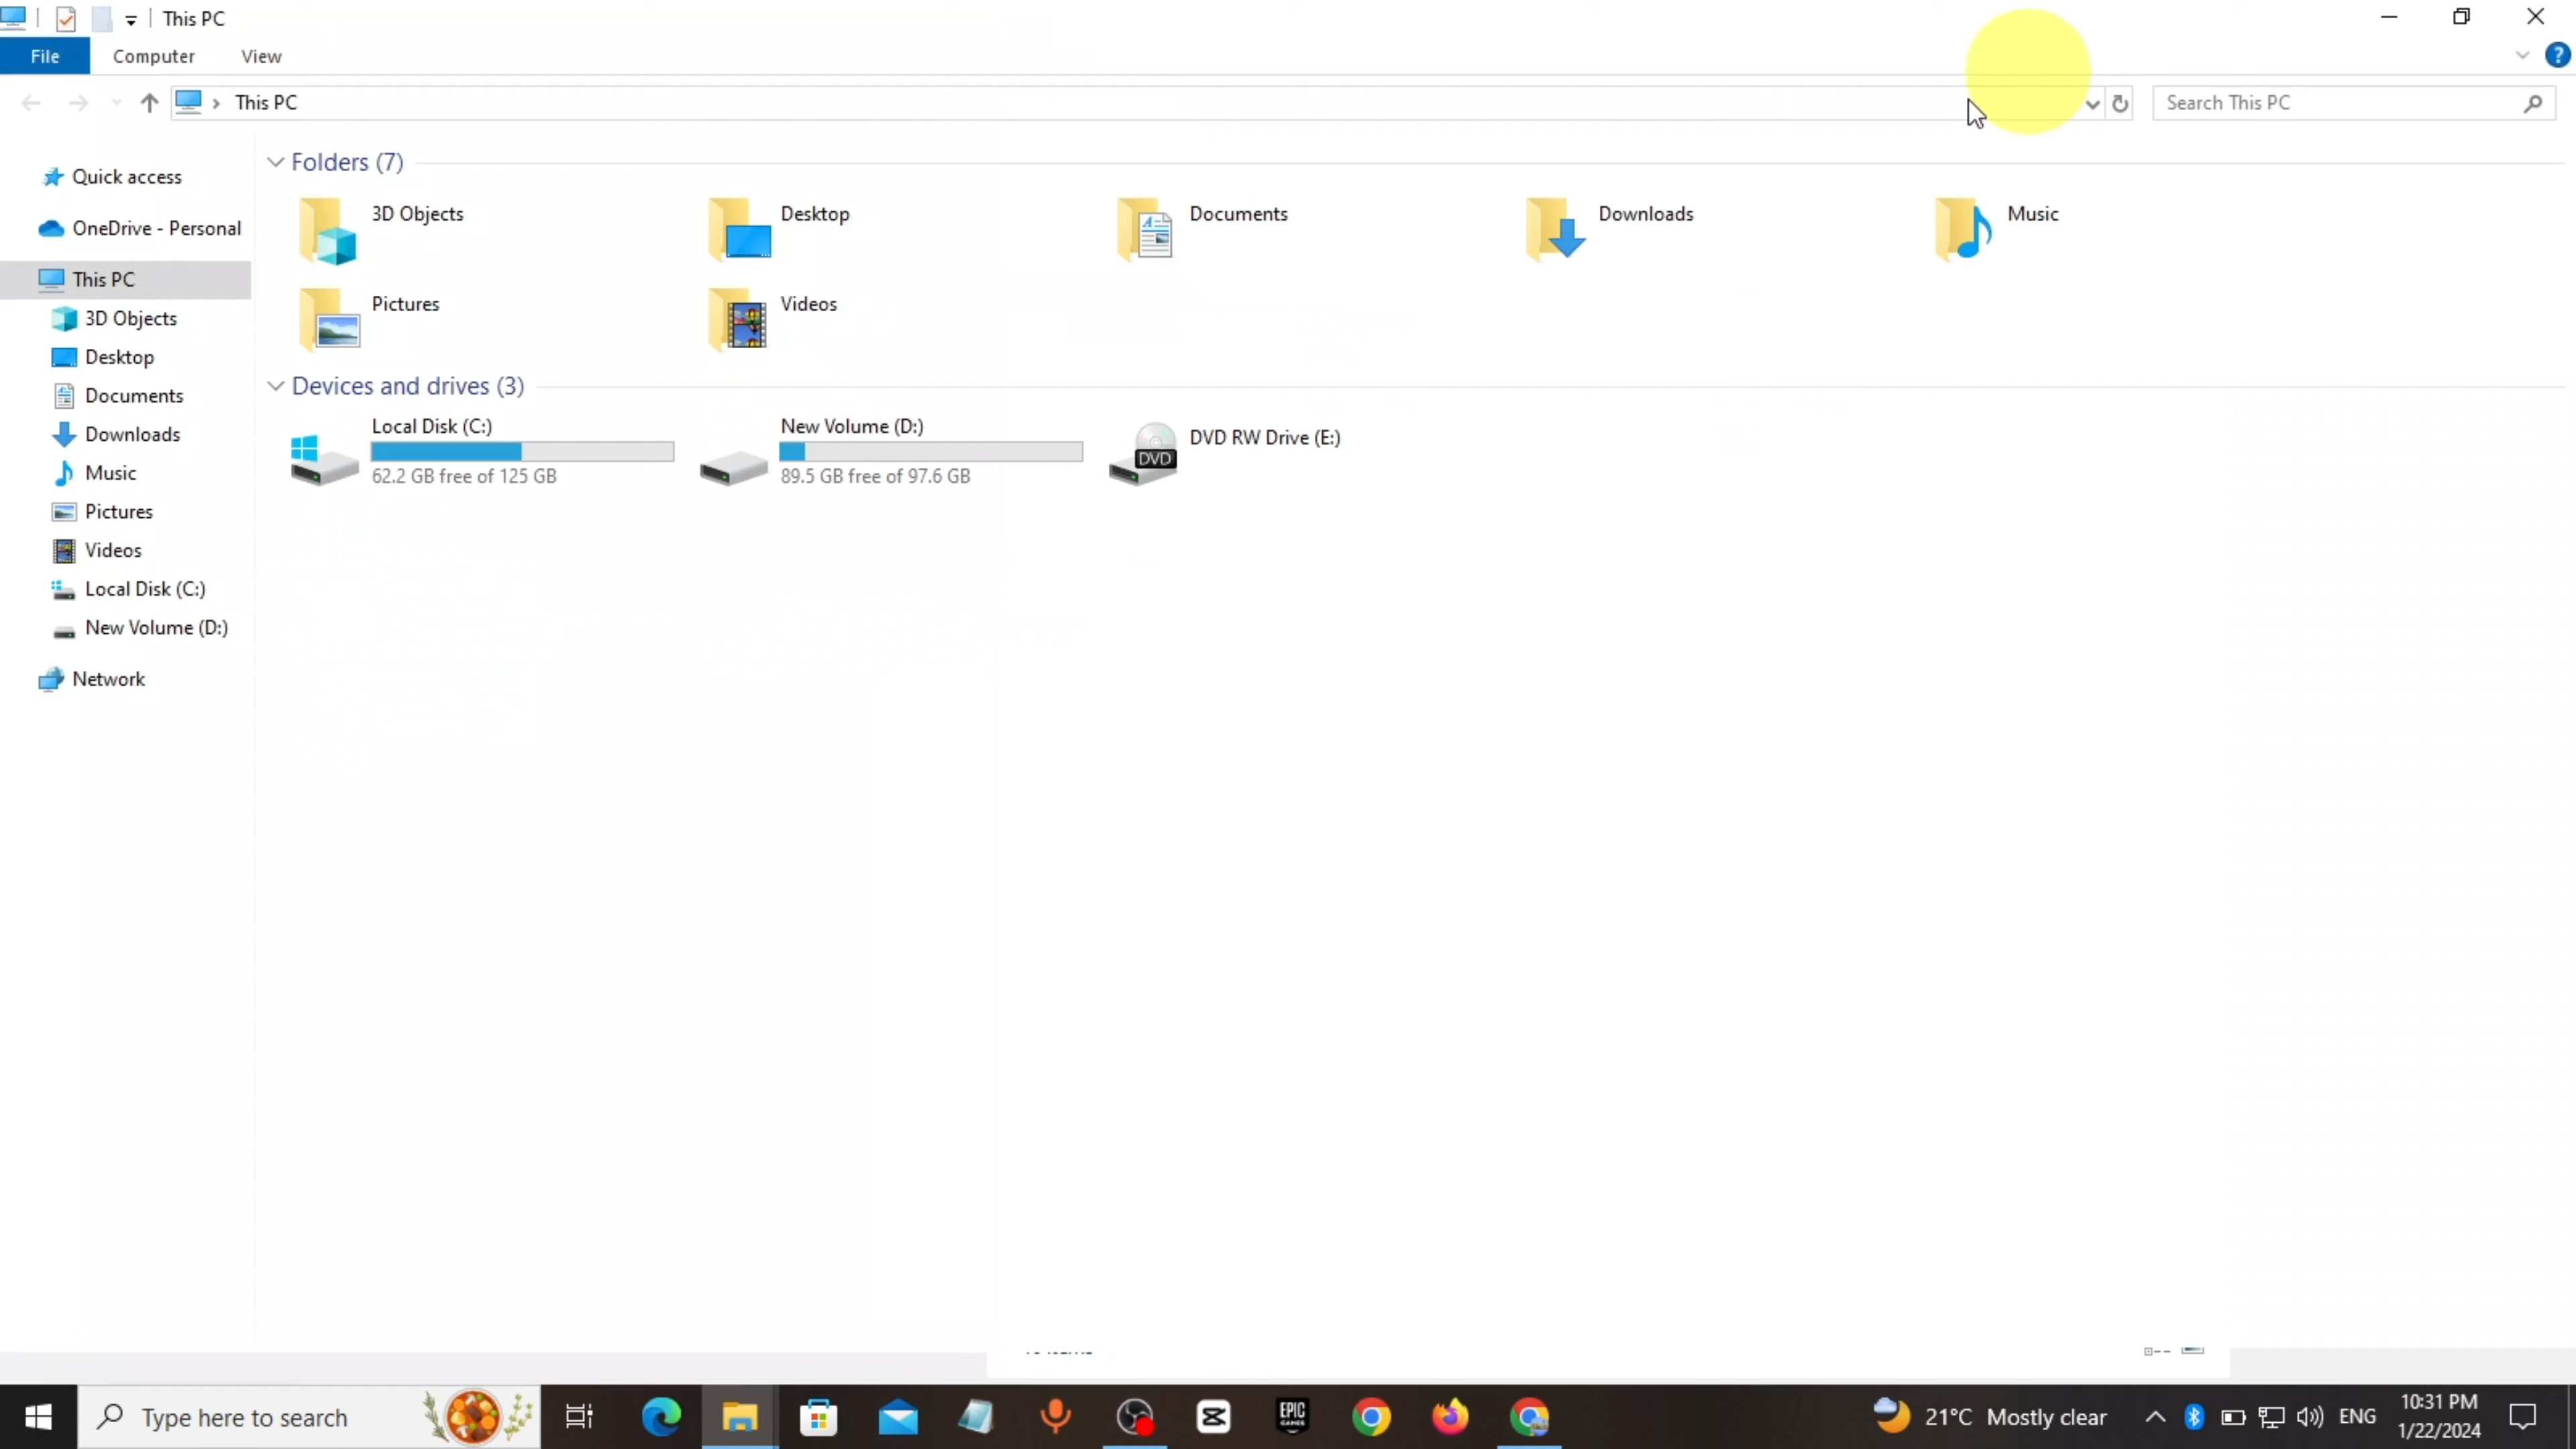 This PC
File Computer View
?
This PC
Search This PC
Quick access
OneDrive - Personal
This PC
3D Objects
Desktop
Documents
Downloads
Music
Pictures
Videos
Local Disk (C:)
New Volume (D:)
Network
Folders (7)
3D Objects
Desktop
Documents
Downloads
Music
Pictures
Videos
Devices and drives (3)
Local Disk (C:)
62.2 GB free of 125 GB
New Volume (D:)
89.5 GB free of 97.6 GB
DVD
DVD RW Drive (E:)
Type here to search
EPIC
GAMES
21°C Mostly clear
ENG
10:31 PM
1/22/2024